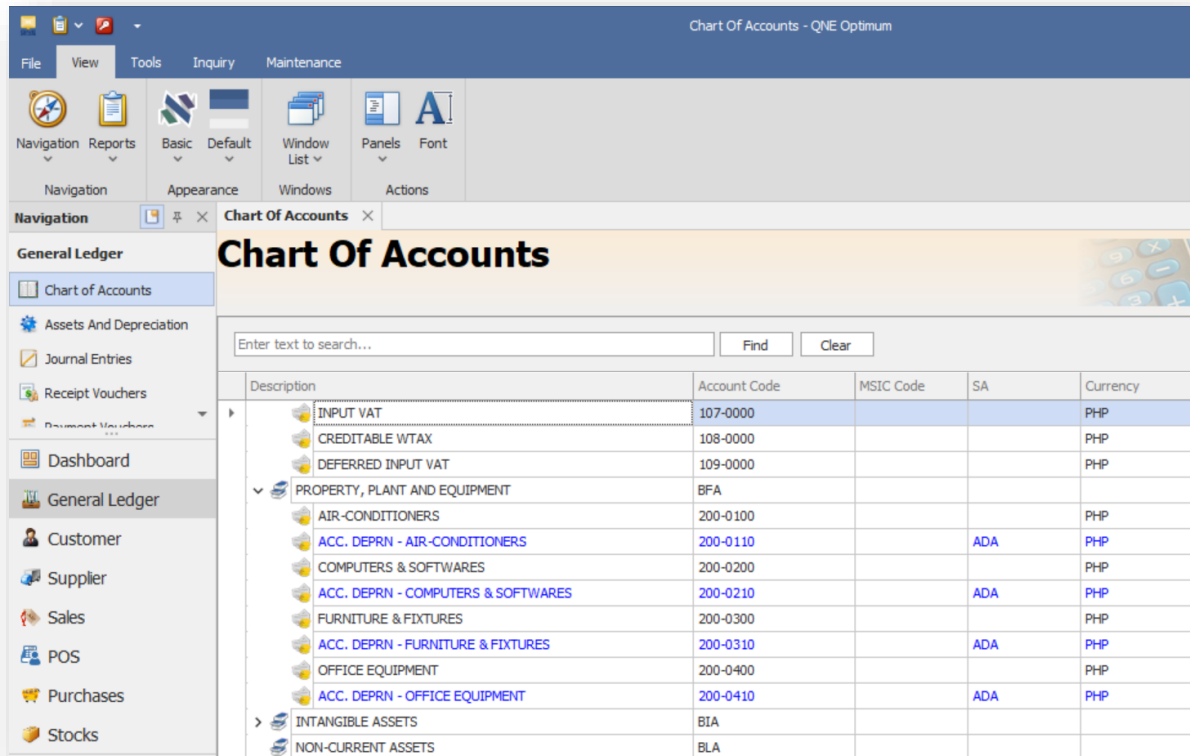 Chart Of Accounts - QNE Optimum
File View Tools Inquiry Maintenance
Navigation Reports Basic Default Window List Panels Font
Navigation Appearance Windows Actions
Navigation
Chart Of Accounts
General Ledger
Chart Of Accounts
Chart of Accounts
Assets And Depreciation
Journal Entries
Receipt Vouchers
Payment Vouchers
Dashboard
General Ledger
Customer
Supplier
Sales
POS
Purchases
Stocks
Enter text to search...
Find
Clear
Description Account Code MSIC Code SA Currency
INPUT VAT 107-0000 PHP
CREDITABLE WTAX 108-0000 PHP
DEFERRED INPUT VAT 109-0000 PHP
PROPERTY, PLANT AND EQUIPMENT BFA
AIR-CONDITIONERS 200-0100 PHP
ACC. DEPRN - AIR-CONDITIONERS 200-0110 ADA PHP
COMPUTERS & SOFTWARES 200-0200 PHP
ACC. DEPRN - COMPUTERS & SOFTWARES 200-0210 ADA PHP
FURNITURE & FIXTURES 200-0300 PHP
ACC. DEPRN - FURNITURE & FIXTURES 200-0310 ADA PHP
OFFICE EQUIPMENT 200-0400 PHP
ACC. DEPRN - OFFICE EQUIPMENT 200-0410 ADA PHP
INTANGIBLE ASSETS BIA
NON-CURRENT ASSETS BLA